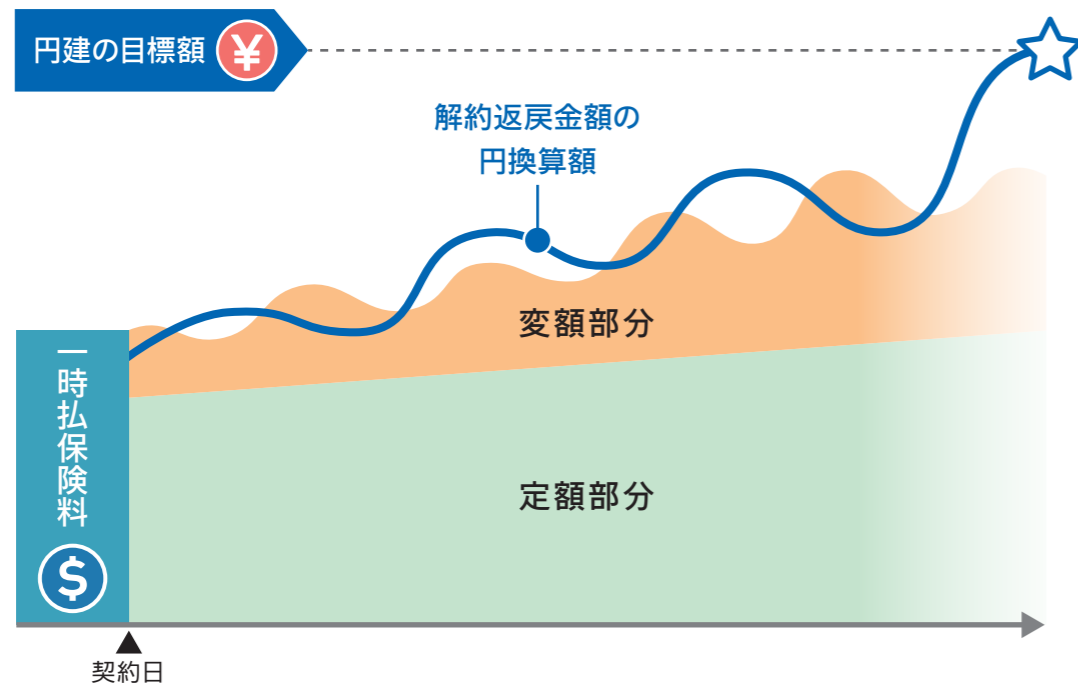 円建の目標額 ¥
解約返戻金額の
円換算額
変額部分
定額部分
一時払保険料
$
契約日